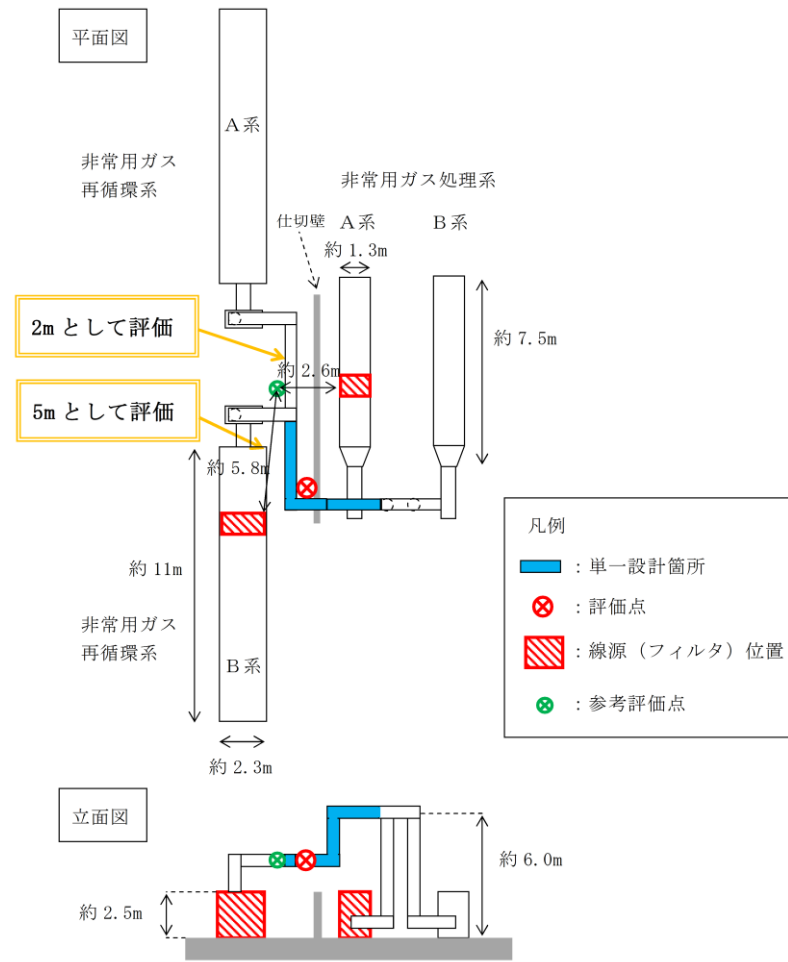 平面図
A系
非常用ガス
再循環系
非常用ガス処理系
仕切壁
A系
B系
約1.3m
2mとして評価
約2.6m
約7.5m
5mとして評価
約5.8m
約11m
非常用ガス
再循環系
B系
約2.3m
凡例
：単一設計箇所
：評価点
：線源（フィルタ）位置
：参考評価点
立面図
約2.5m
約6.0m